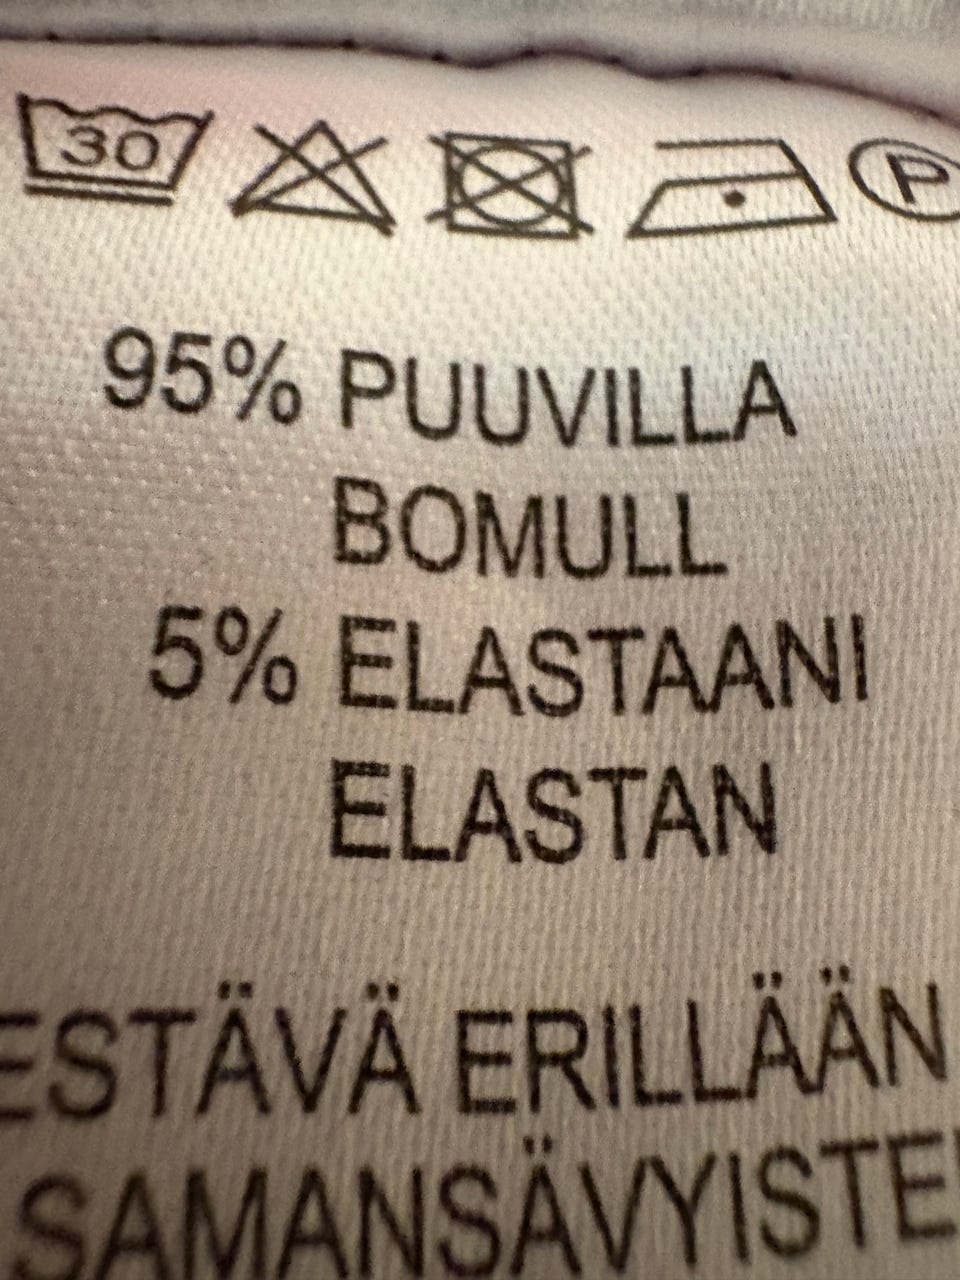 30
P
95% PUUVILLA
BOMULL
5% ELASTAANI
ELASTAN
ESTÄVÄ ERILLÄÄN
SAMANSÄVYISTE